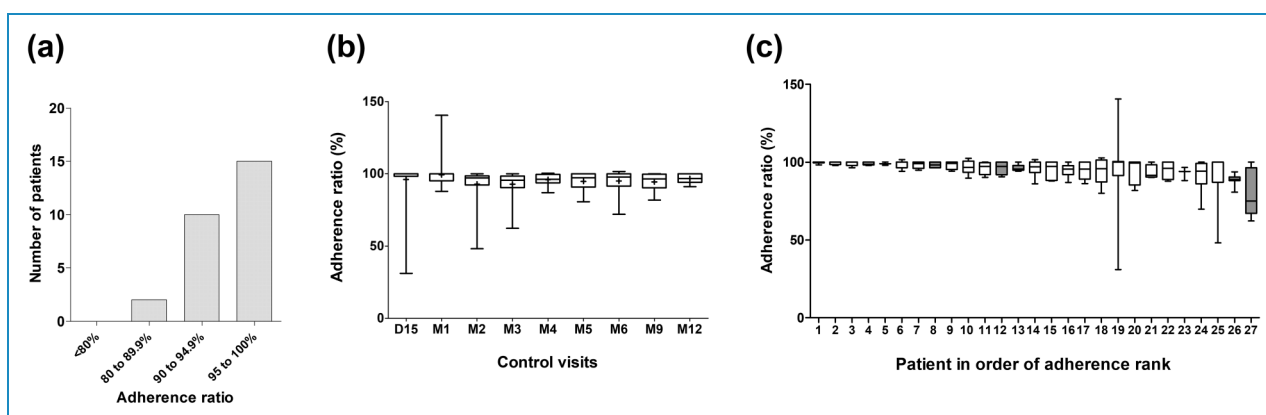 (a)
Number of patients
20
15
10
5
0
<80%
80 to 89.9%
90 to 94.9%
95 to 100%
Adherence ratio
(b)
Adherence ratio (%)
150
100
50
0
D15 M1 M2 M3 M4 M5 M6 M9 M12
Control visits
(c)
Adherence ratio (%)
150
100
50
0
1 2 3 4 5 6 7 8 9 10 11 12 13 14 15 16 17 18 19 20 21 22 23 24 25 26 27
Patient in order of adherence rank